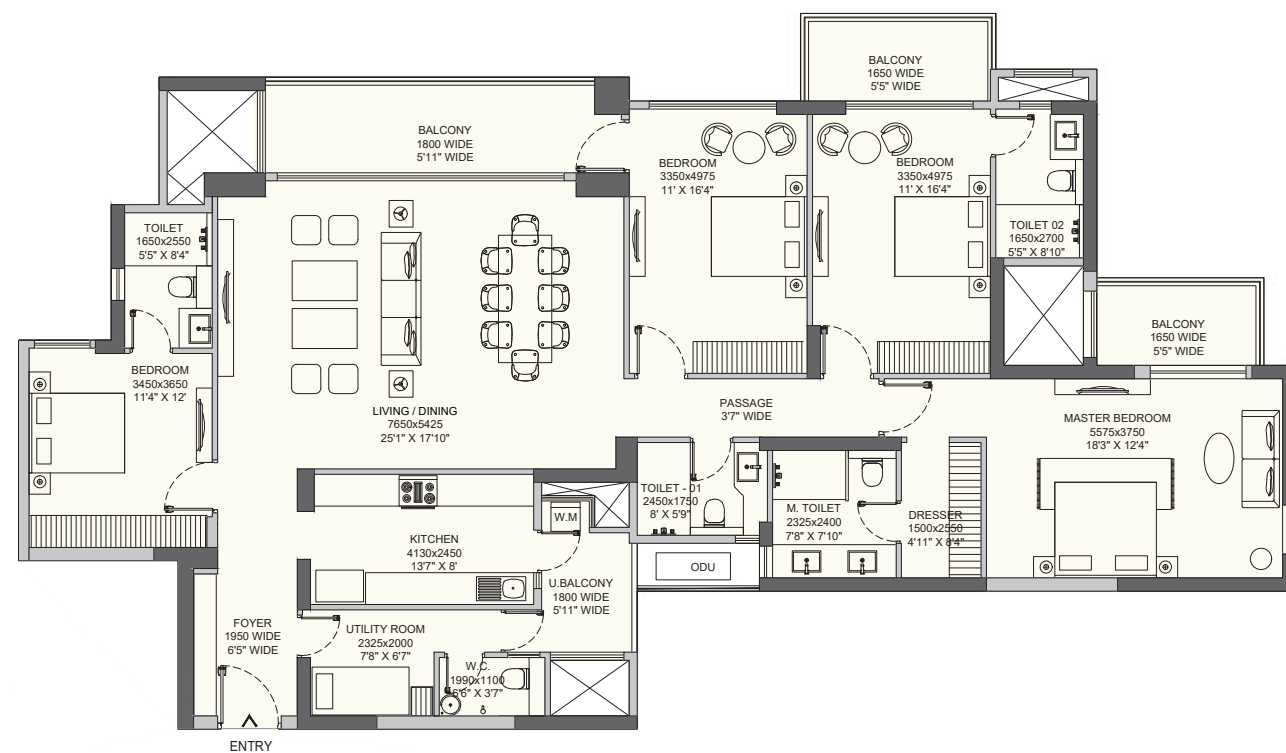 BALCONY
1650 WIDE
5'5" WIDE
BALCONY
1800 WIDE
5'11" WIDE
BEDROOM
3350x4975
11' X 16'4"
BEDROOM
3350x4975
11' X 16'4"
TOILET
1650x2550
5'5" X 8'4"
TOILET 02
1650x2700
5'5" X 8'10"
BALCONY
1650 WIDE
5'5" WIDE
BEDROOM
3450x3650
11'4" X 12'
LIVING / DINING
7650x5425
25'1" X 17'10"
PASSAGE
3'7" WIDE
MASTER BEDROOM
5575x3750
18'3" X 12'4"
TOILET - 01
2450x1750
8' X 5'9"
M. TOILET
2325x2400
7'8" X 7'10"
DRESSER
1500x2550
4'11" X 8'4"
W.M
KITCHEN
4130x2450
13'7" X 8'
ODU
U.BALCONY
1800 WIDE
5'11" WIDE
FOYER
1950 WIDE
6'5" WIDE
UTILITY ROOM
2325x2000
7'8" X 6'7"
W.C.
1990x1100
6'6" X 3'7"
ENTRY